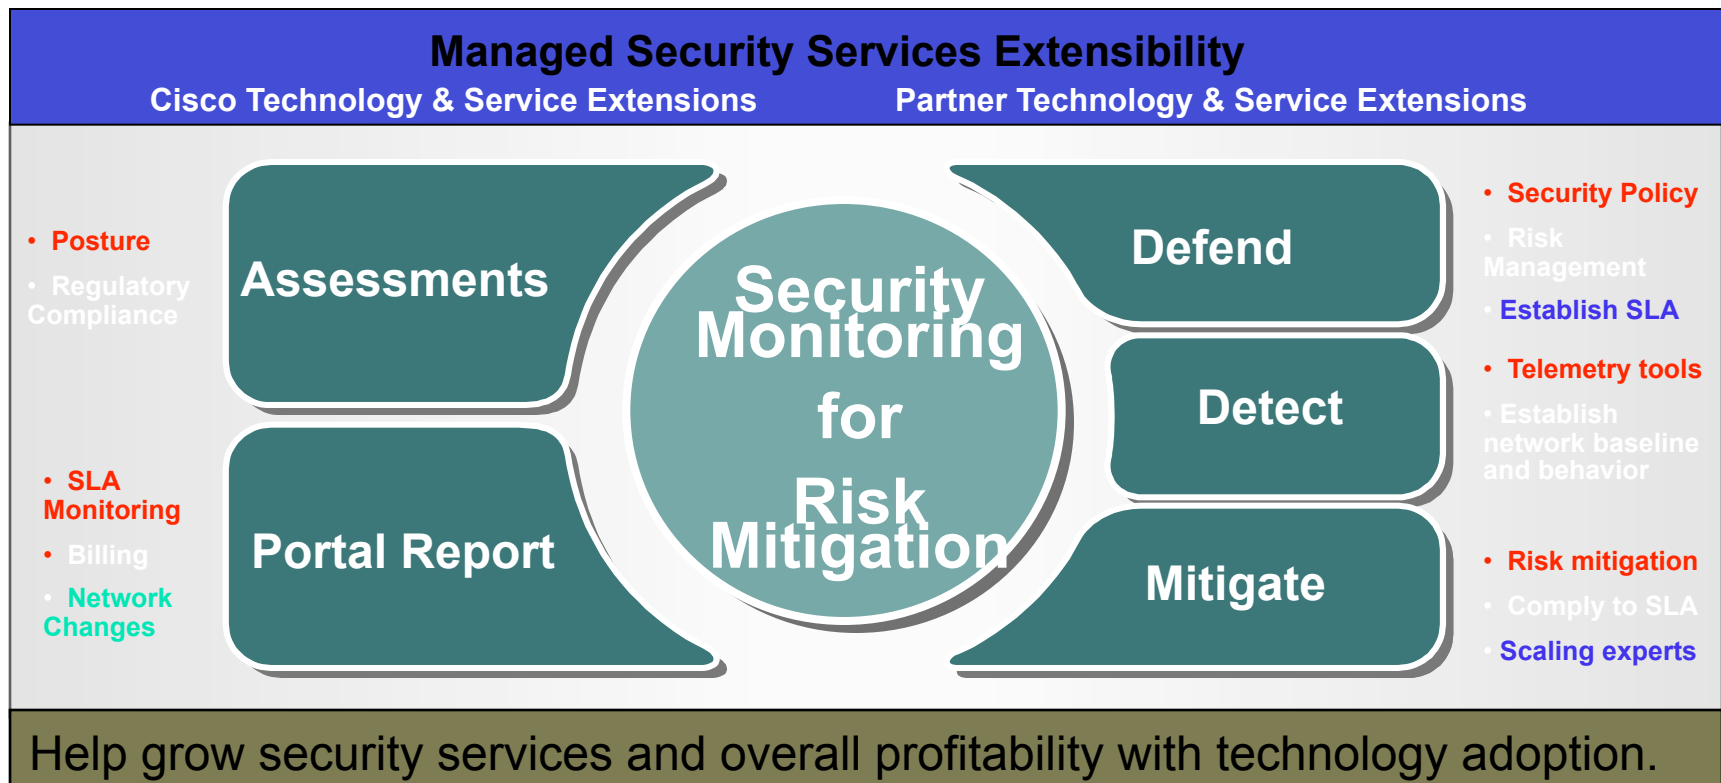 Managed Security Services Extensibility
Cisco Technology & Service Extensions
Partner Technology & Service Extensions
• Posture
• Regulatory
Compliance
Assessments
• SLA
Monitoring
• Billing
• Network
Changes
Portal Report
Security
Monitoring
for
Risk
Mitigation
Defend
• Security Policy
• Risk
Management
• Establish SLA
Detect
• Telemetry tools
• Establish
network baseline
and behavior
Mitigate
• Risk mitigation
• Comply to SLA
• Scaling experts
Help grow security services and overall profitability with technology adoption.